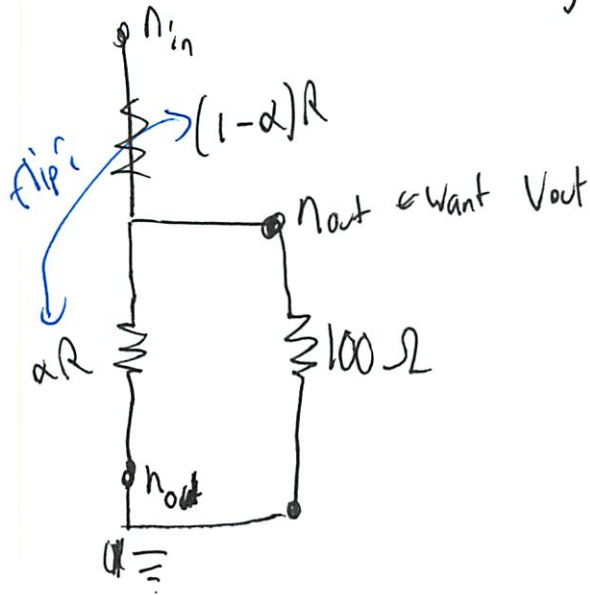 n_in
(1-α)R
flip!
n_out ← want Vout
αR
100 Ω
n_out